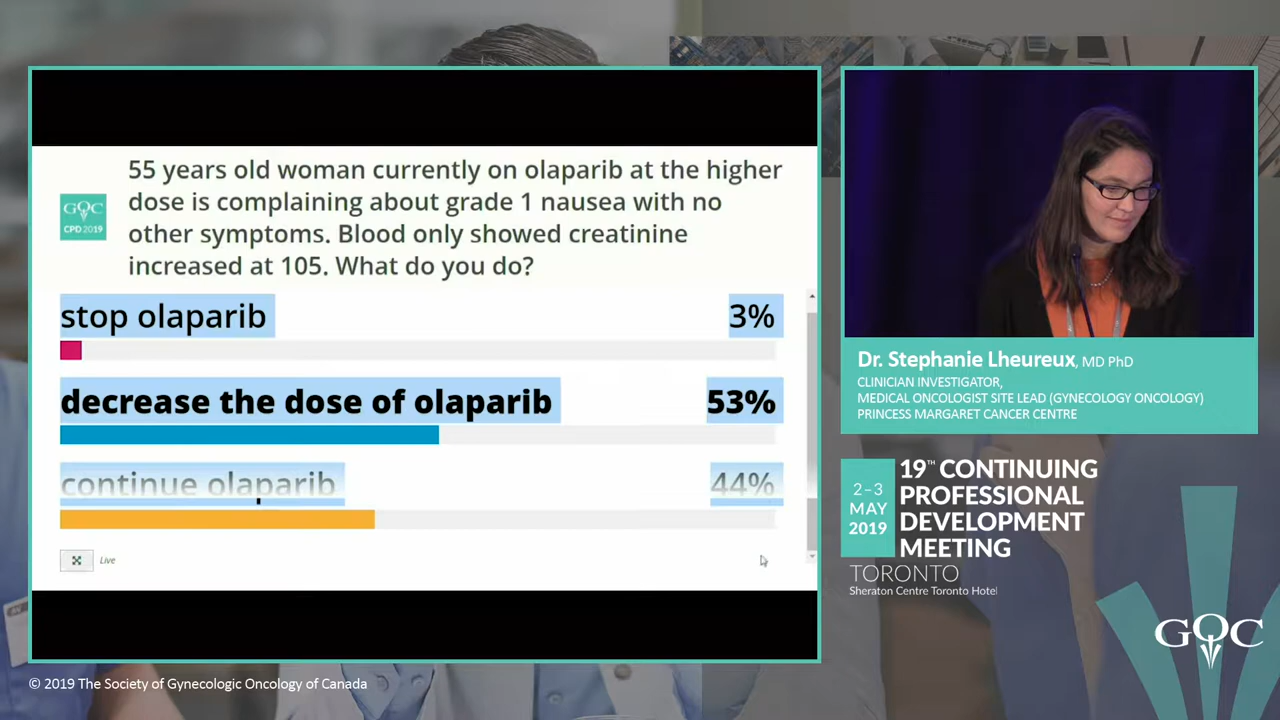 55 years old woman currently on olaparib at the higher
dose is complaining about grade 1 nausea with no
other symptoms. Blood only showed creatinine
increased at 105. What do you do?
GOC
CPD 2019
stop olaparib 3%
decrease the dose of olaparib 53%
continue olaparib 44%
Live
Dr. Stephanie Lheureux, MD PhD
CLINICIAN INVESTIGATOR,
MEDICAL ONCOLOGIST SITE LEAD (GYNECOLOGY ONCOLOGY)
PRINCESS MARGARET CANCER CENTRE
2–3
MAY
2019
19™ CONTINUING
PROFESSIONAL
DEVELOPMENT
MEETING
TORONTO
Sheraton Centre Toronto Hotel
GOC
© 2019 The Society of Gynecologic Oncology of Canada